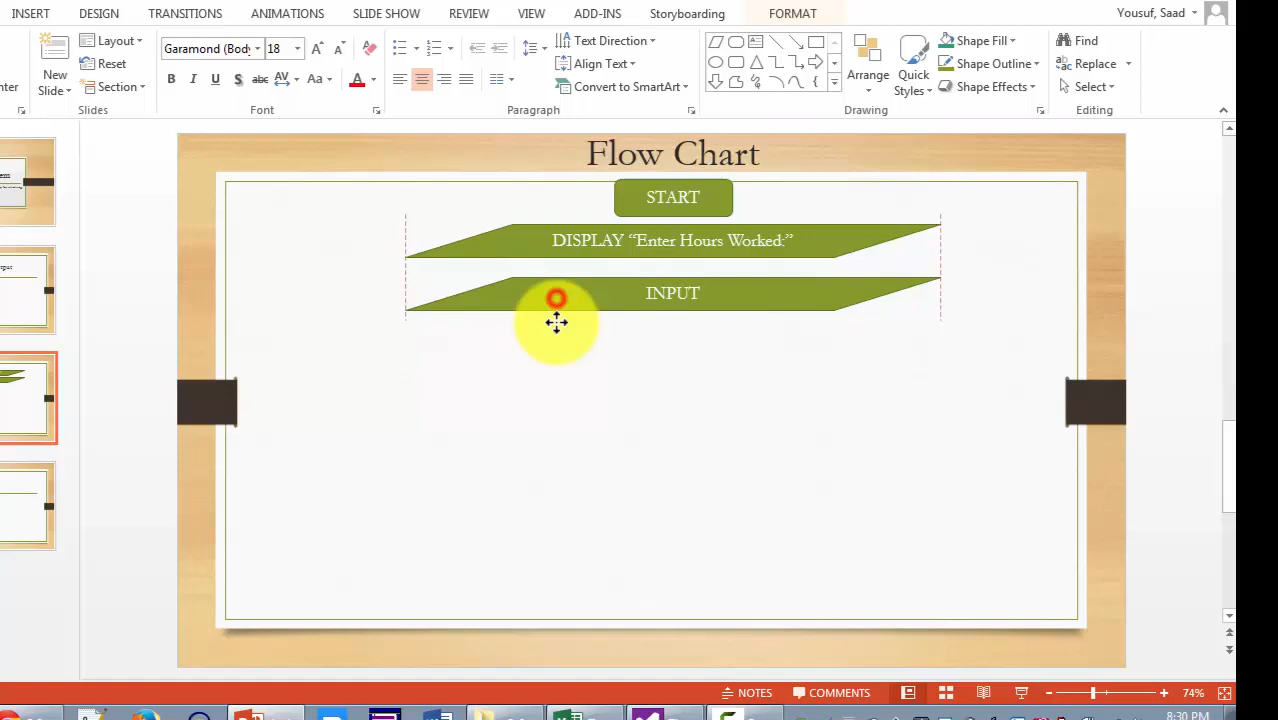 INSERT DESIGN TRANSITIONS ANIMATIONS SLIDE SHOW REVIEW VIEW ADD-INS Storyboarding FORMAT Yousuf, Saad
Layout Garamond (Body 18 Text Direction Shape Fill Find
New Slide Reset Align Text Arrange Quick Styles Shape Outline Replace
Section B I U S abc AV Aa A Convert to SmartArt Shape Effects Select
Slides Font Paragraph Drawing Editing
Flow Chart
START
DISPLAY “Enter Hours Worked:”
INPUT
NOTES COMMENTS 74%
8:30 PM